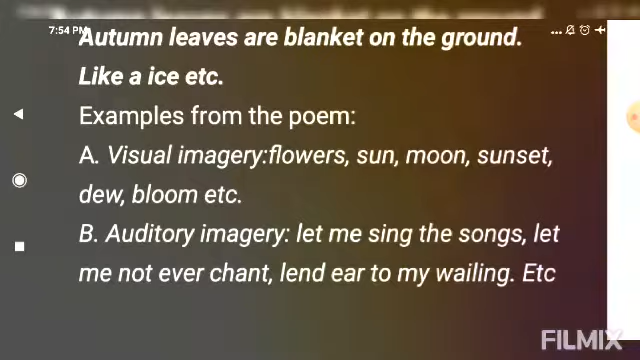 7:54 PM
Autumn leaves are blanket on the ground.
Like a ice etc.
Examples from the poem:
A. Visual imagery:flowers, sun, moon, sunset,
dew, bloom etc.
B. Auditory imagery: let me sing the songs, let
me not ever chant, lend ear to my wailing. Etc
FILMIX